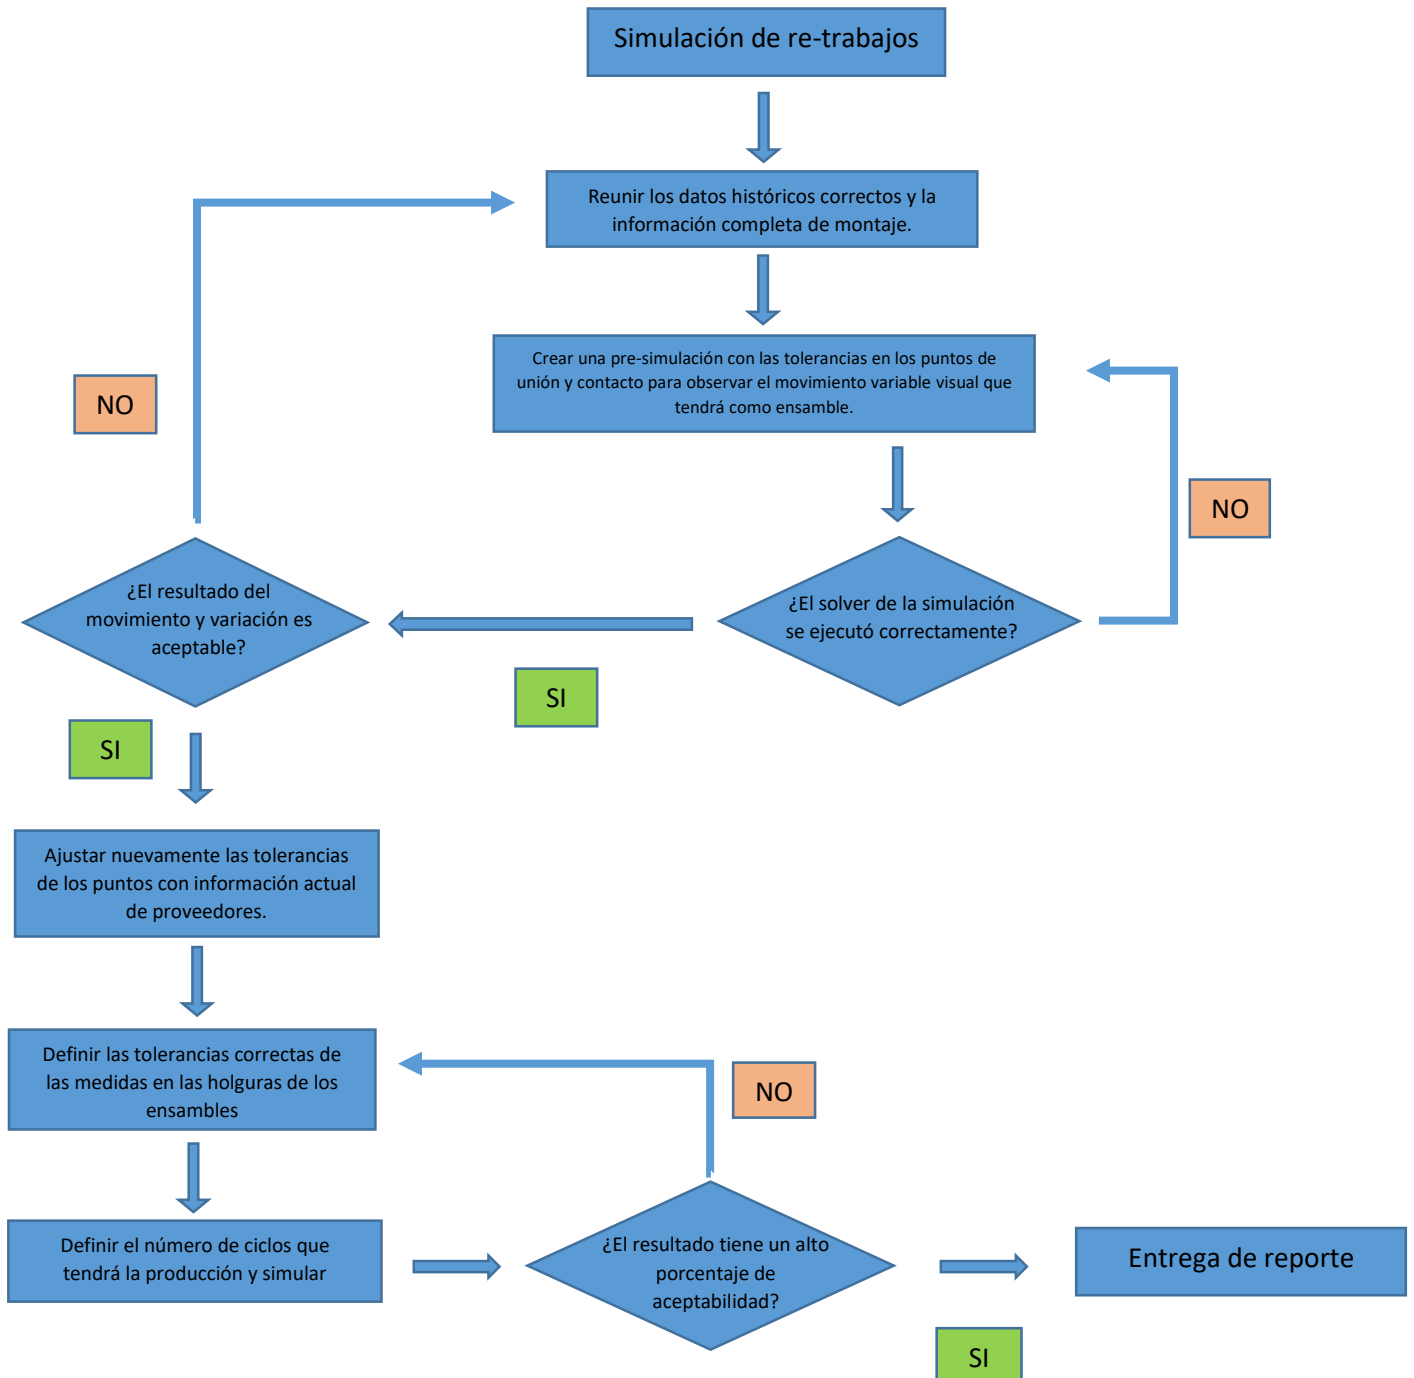 Simulación de re-trabajos
Reunir los datos históricos correctos y la
información completa de montaje.
Crear una pre-simulación con las tolerancias en los puntos de
unión y contacto para observar el movimiento variable visual que
tendrá como ensamble.
NO
NO
¿El solver de la simulación
se ejecutó correctamente?
¿El resultado del
movimiento y variación es
aceptable?
SI
SI
Ajustar nuevamente las tolerancias
de los puntos con información actual
de proveedores.
Definir las tolerancias correctas de
las medidas en las holguras de los
ensambles
NO
Definir el número de ciclos que
tendrá la producción y simular
¿El resultado tiene un alto
porcentaje de
aceptabilidad?
Entrega de reporte
SI